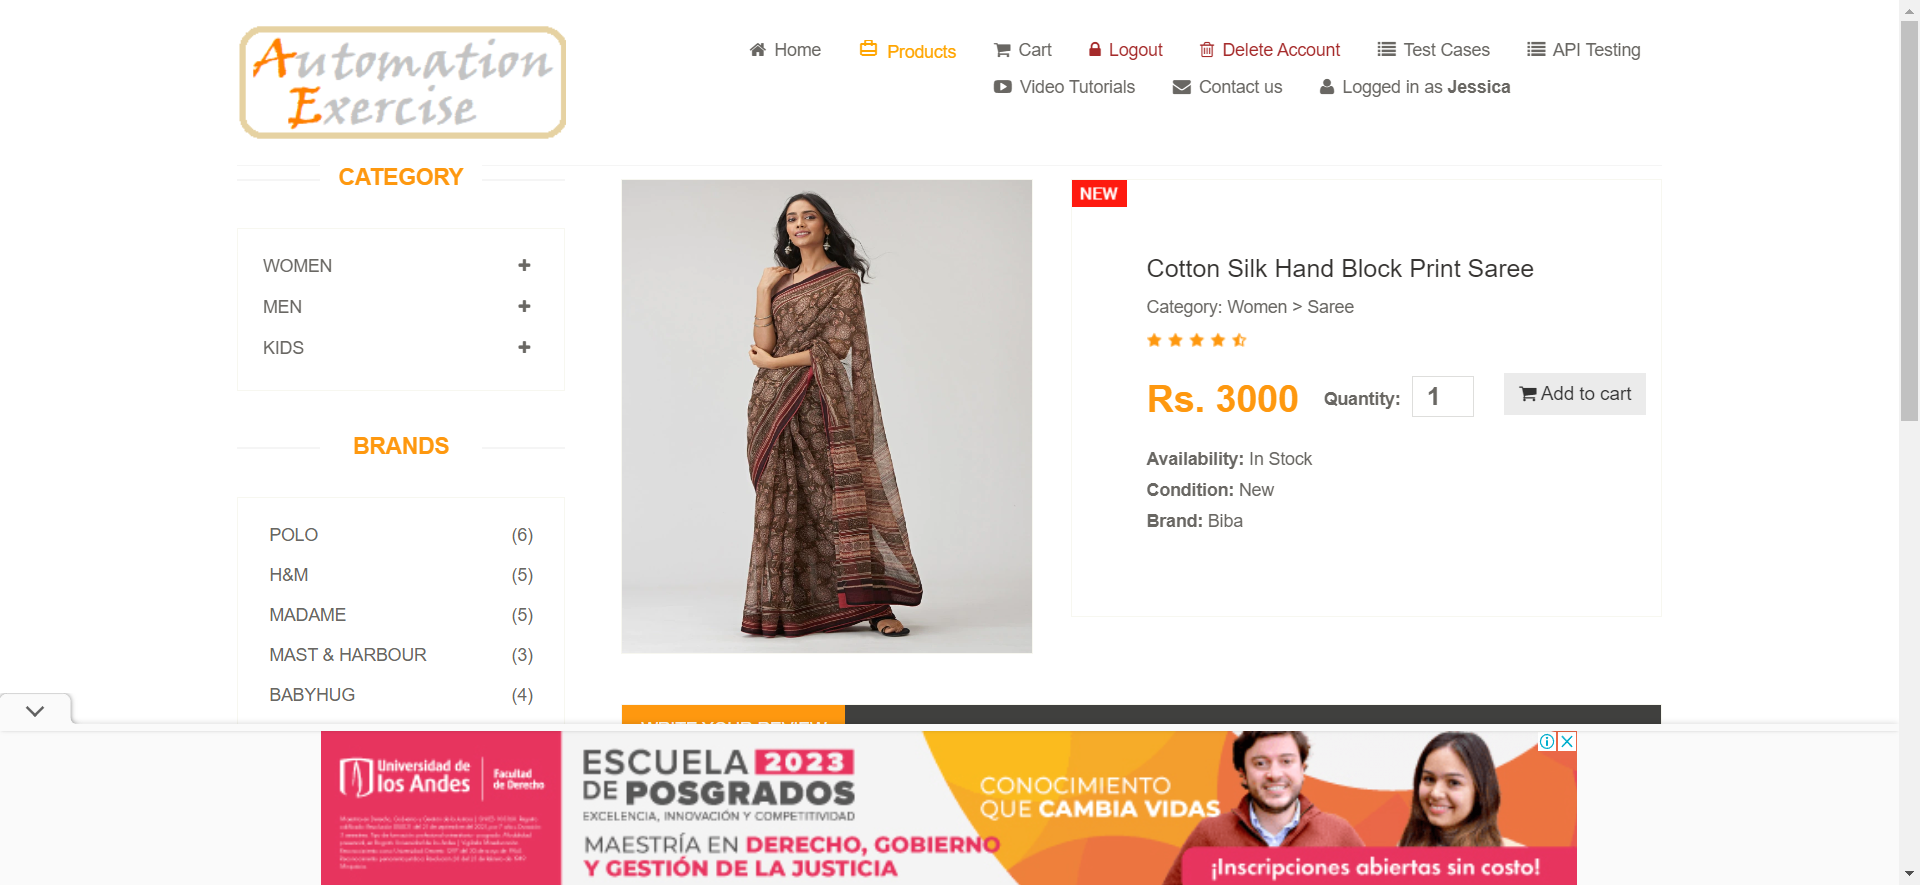 Automation
Exercise
Home
Products
Cart
Logout
Delete Account
Test Cases
API Testing
Video Tutorials
Contact us
Logged in as Jessica
CATEGORY
WOMEN
MEN
KIDS
BRANDS
POLO (6)
H&M (5)
MADAME (5)
MAST & HARBOUR (3)
BABYHUG (4)
NEW
Cotton Silk Hand Block Print Saree
Category: Women > Saree
Rs. 3000 Quantity: 1 Add to cart
Availability: In Stock
Condition: New
Brand: Biba
WRITE YOUR REVIEW
Universidad de
los Andes
Facultad
de Derecho
ESCUELA 2023
DE POSGRADOS
EXCELENCIA, INNOVACIÓN Y COMPETITIVIDAD
MAESTRÍA EN DERECHO, GOBIERNO
Y GESTIÓN DE LA JUSTICIA
CONOCIMIENTO
QUE CAMBIA VIDAS
¡Inscripciones abiertas sin costo!